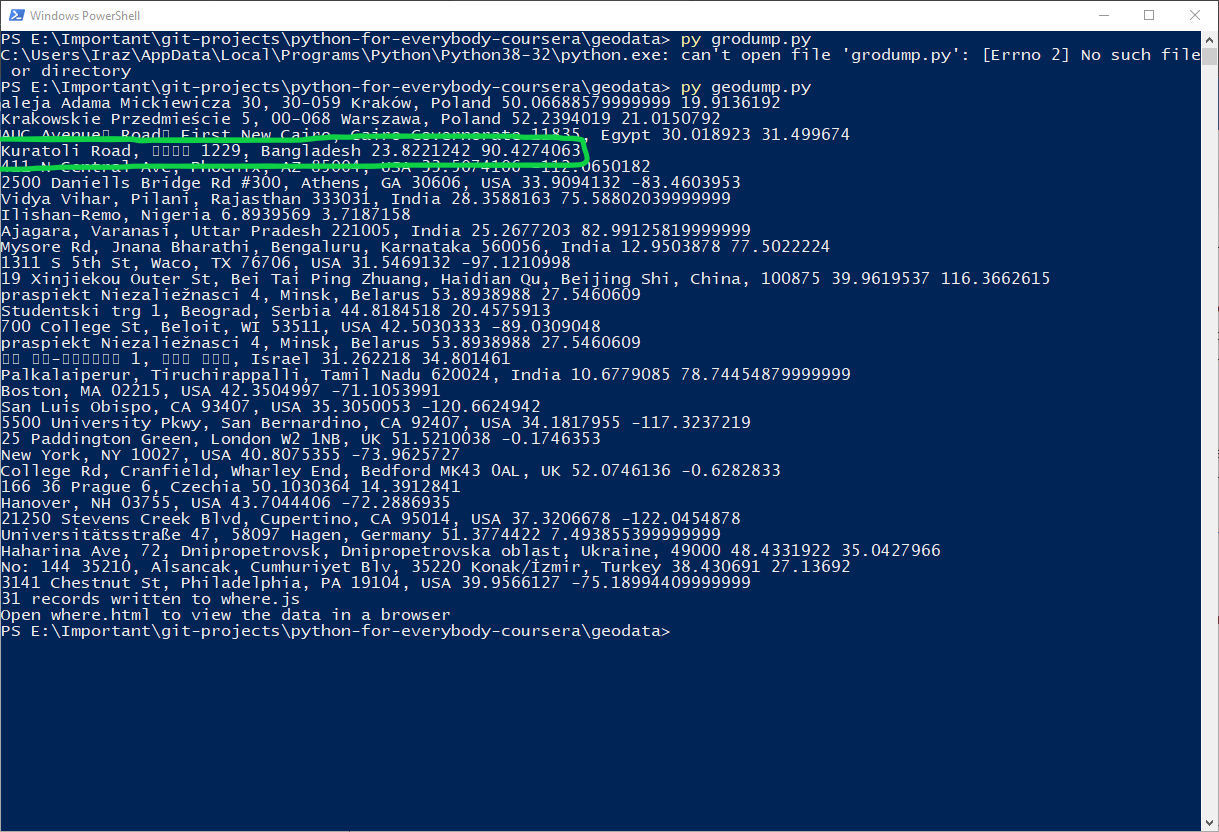 Windows PowerShell
PS E:\Important\git-projects\python-for-everybody-coursera\geodata> py grodump.py
C:\Users\Iraz\AppData\Local\Programs\Python\Python38-32\python.exe: can't open file 'grodump.py': [Errno 2] No such file
or directory
PS E:\Important\git-projects\python-for-everybody-coursera\geodata> py geodump.py
aleja Adama Mickiewicza 30, 30-059 Kraków, Poland 50.06688579999999 19.9136192
Krakowskie Przedmieście 5, 00-068 Warszawa, Poland 52.2394019 21.0150792
AUC Avenue Road First New Cairo, Cairo Governorate 11835, Egypt 30.018923 31.499674
Kuratoli Road, 1229, Bangladesh 23.8221242 90.4274063
411 N Central Ave, Phoenix, AZ 85004, USA 33.5074106 -112.0650182
2500 Daniells Bridge Rd #300, Athens, GA 30606, USA 33.9094132 -83.4603953
Vidya Vihar, Pilani, Rajasthan 333031, India 28.3588163 75.58802039999999
Ilishan-Remo, Nigeria 6.8939569 3.7187158
Ajagara, Varanasi, Uttar Pradesh 221005, India 25.2677203 82.99125819999999
Mysore Rd, Jnana Bharathi, Bengaluru, Karnataka 560056, India 12.9503878 77.5022224
1311 S 5th St, Waco, TX 76706, USA 31.5469132 -97.1210998
19 Xinjiekou Outer St, Bei Tai Ping Zhuang, Haidian Qu, Beijing Shi, China, 100875 39.9619537 116.3662615
praspiekt Niezaliežnasci 4, Minsk, Belarus 53.8938988 27.5460609
Studentski trg 1, Beograd, Serbia 44.8184518 20.4575913
700 College St, Beloit, WI 53511, USA 42.5030333 -89.0309048
praspiekt Niezaliežnasci 4, Minsk, Belarus 53.8938988 27.5460609
1, , Israel 31.262218 34.801461
Palkalaiperur, Tiruchirappalli, Tamil Nadu 620024, India 10.6779085 78.74454879999999
Boston, MA 02215, USA 42.3504997 -71.1053991
San Luis Obispo, CA 93407, USA 35.3050053 -120.6624942
5500 University Pkwy, San Bernardino, CA 92407, USA 34.1817955 -117.3237219
25 Paddington Green, London W2 1NB, UK 51.5210038 -0.1746353
New York, NY 10027, USA 40.8075355 -73.9625727
College Rd, Cranfield, Wharley End, Bedford MK43 0AL, UK 52.0746136 -0.6282833
166 36 Prague 6, Czechia 50.1030364 14.3912841
Hanover, NH 03755, USA 43.7044406 -72.2886935
21250 Stevens Creek Blvd, Cupertino, CA 95014, USA 37.3206678 -122.0454878
Universitätsstraße 47, 58097 Hagen, Germany 51.3774422 7.493855399999999
Haharina Ave, 72, Dnipropetrovsk, Dnipropetrovska oblast, Ukraine, 49000 48.4331922 35.0427966
No: 144 35210, Alsancak, Cumhuriyet Blv, 35220 Konak/İzmir, Turkey 38.430691 27.13692
3141 Chestnut St, Philadelphia, PA 19104, USA 39.9566127 -75.18994409999999
31 records written to where.js
Open where.html to view the data in a browser
PS E:\Important\git-projects\python-for-everybody-coursera\geodata>